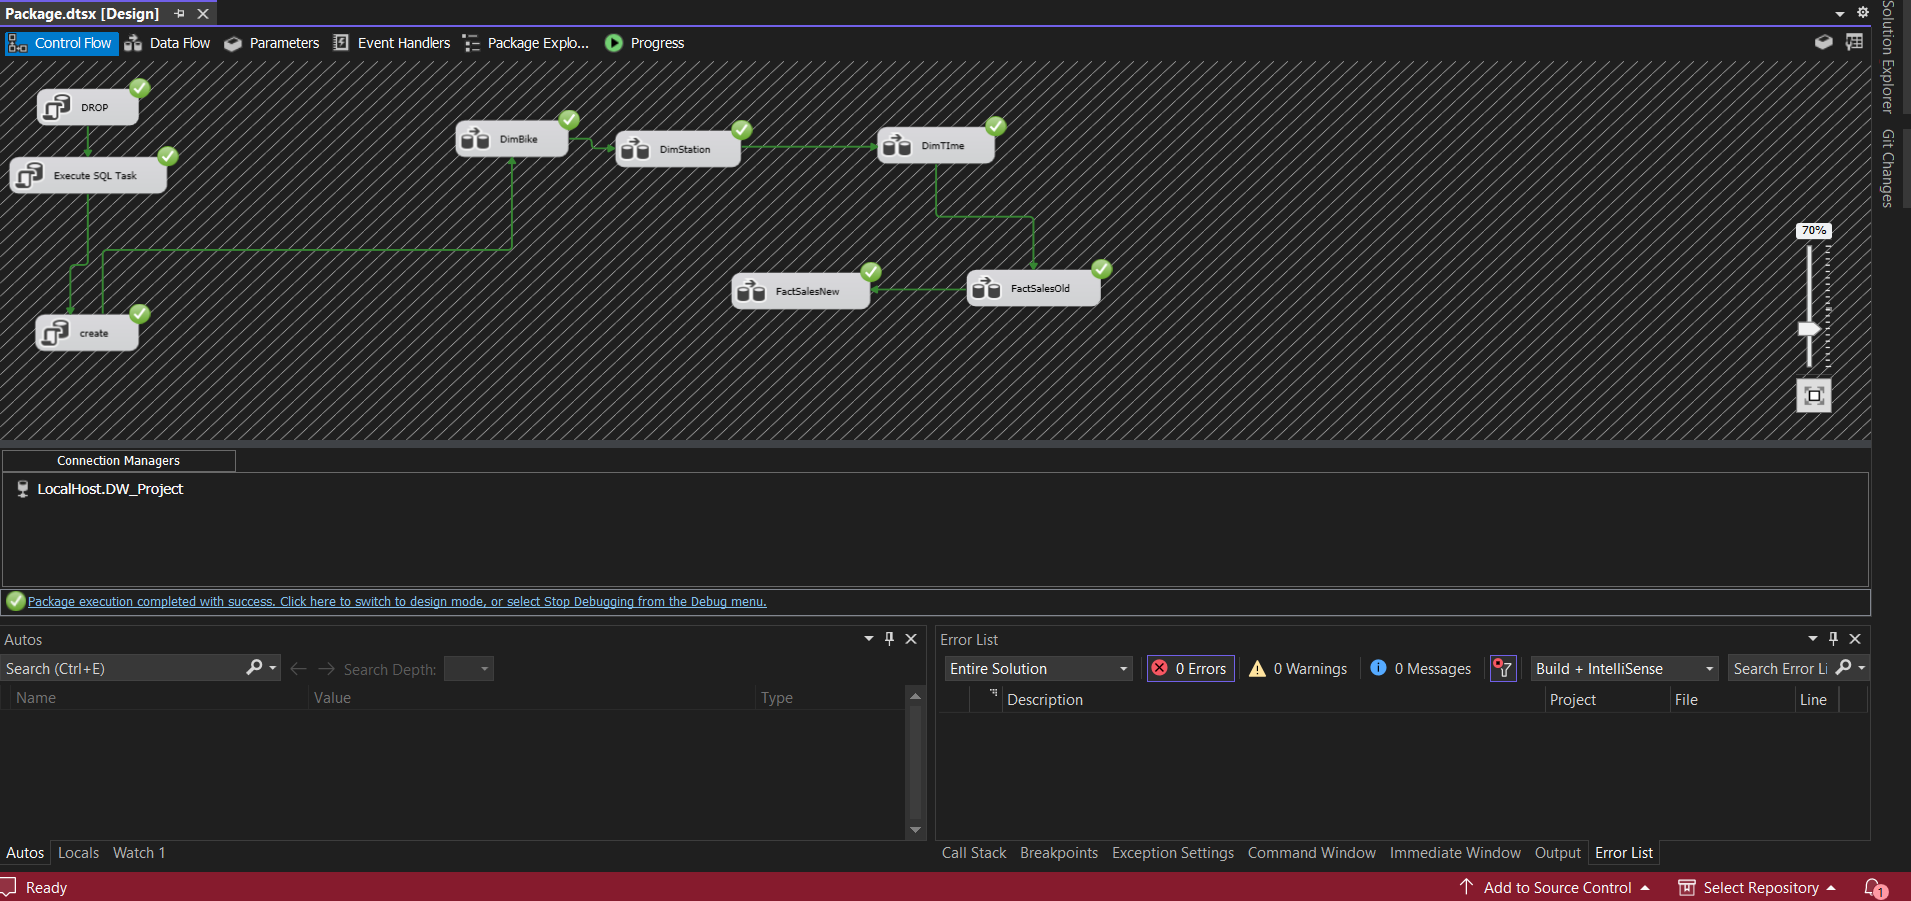 Package.dtsx [Design]
Control Flow Data Flow Parameters Event Handlers Package Explo... Progress
Solution Explorer
Git Changes
DROP
Execute SQL Task
create
DimBike
DimStation
DimTIme
FactSalesNew
FactSalesOld
70%
Connection Managers
LocalHost.DW_Project
Package execution completed with success. Click here to switch to design mode, or select Stop Debugging from the Debug menu.
Autos
Search (Ctrl+E) Search Depth:
Name Value Type
Autos Locals Watch 1
Error List
Entire Solution 0 Errors 0 Warnings 0 Messages Build + IntelliSense Search Error Li
Description Project File Line
Call Stack Breakpoints Exception Settings Command Window Immediate Window Output Error List
Ready Add to Source Control Select Repository 1